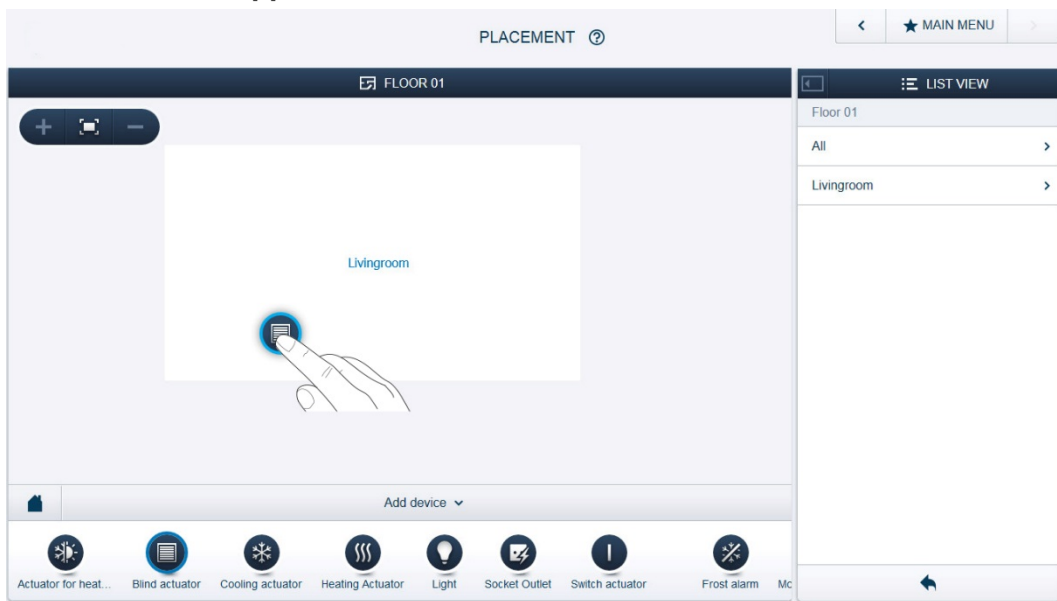 PLACEMENT ?
MAIN MENU
FLOOR 01
LIST VIEW
Floor 01
All
Livingroom
Livingroom
Add device
Actuator for heat...
Blind actuator
Cooling actuator
Heating Actuator
Light
Socket Outlet
Switch actuator
Frost alarm
Mc